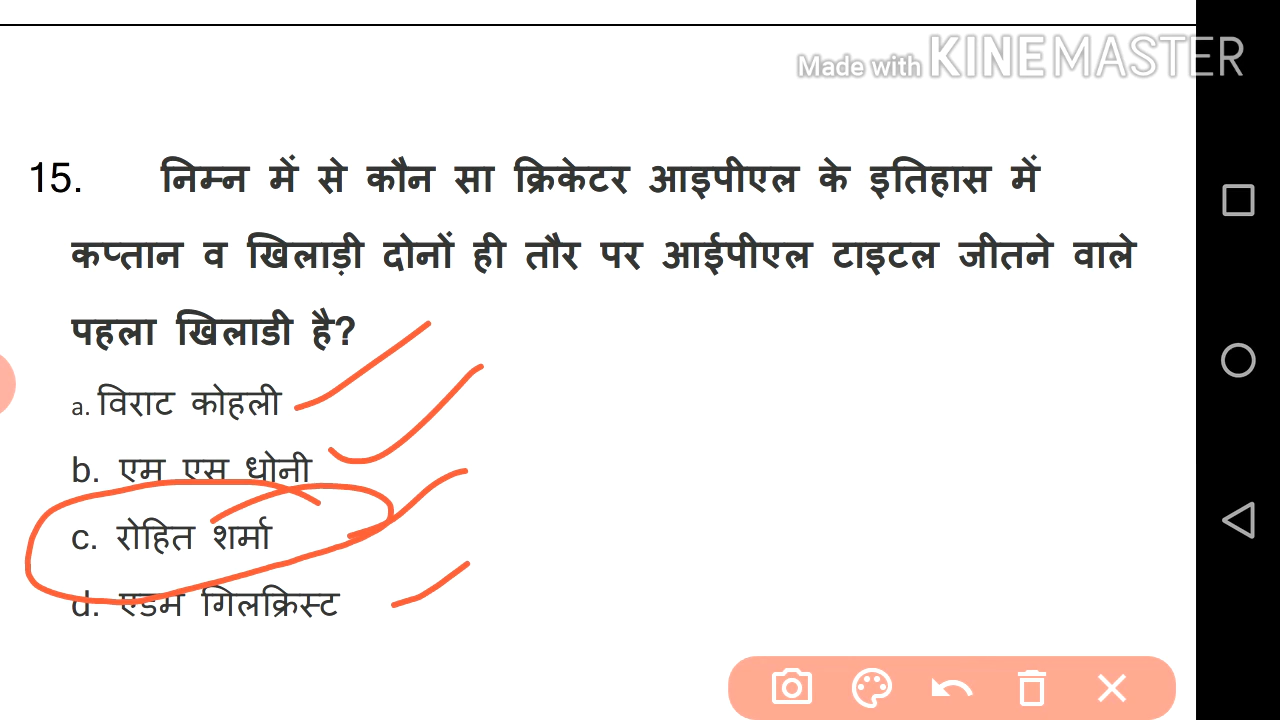 Made with KINEMASTER
15. निम्न में से कौन सा क्रिकेटर आइपीएल के इतिहास में
कप्तान व खिलाड़ी दोनों ही तौर पर आईपीएल टाइटल जीतने वाले
पहला खिलाडी है?
a. विराट कोहली
b. एम एस धोनी
c. रोहित शर्मा
d. एडम गिलक्रिस्ट